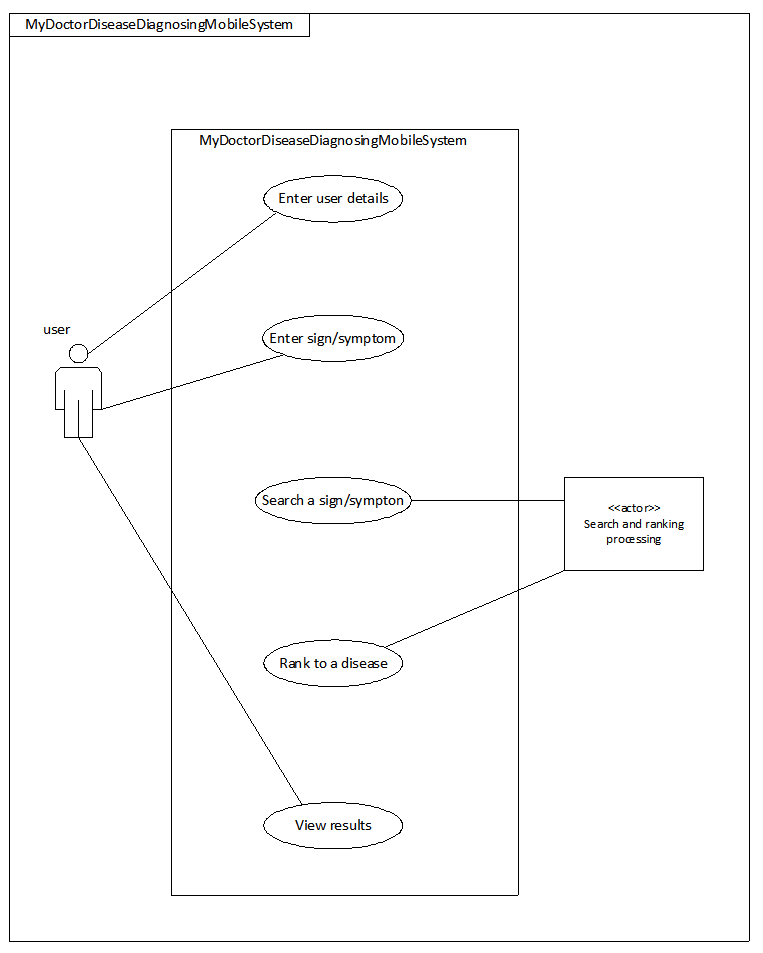 MyDoctorDiseaseDiagnosingMobileSystem
MyDoctorDiseaseDiagnosingMobileSystem
Enter user details
user
Enter sign/symptom
Search a sign/sympton
<<actor>>
Search and ranking
processing
Rank to a disease
View results